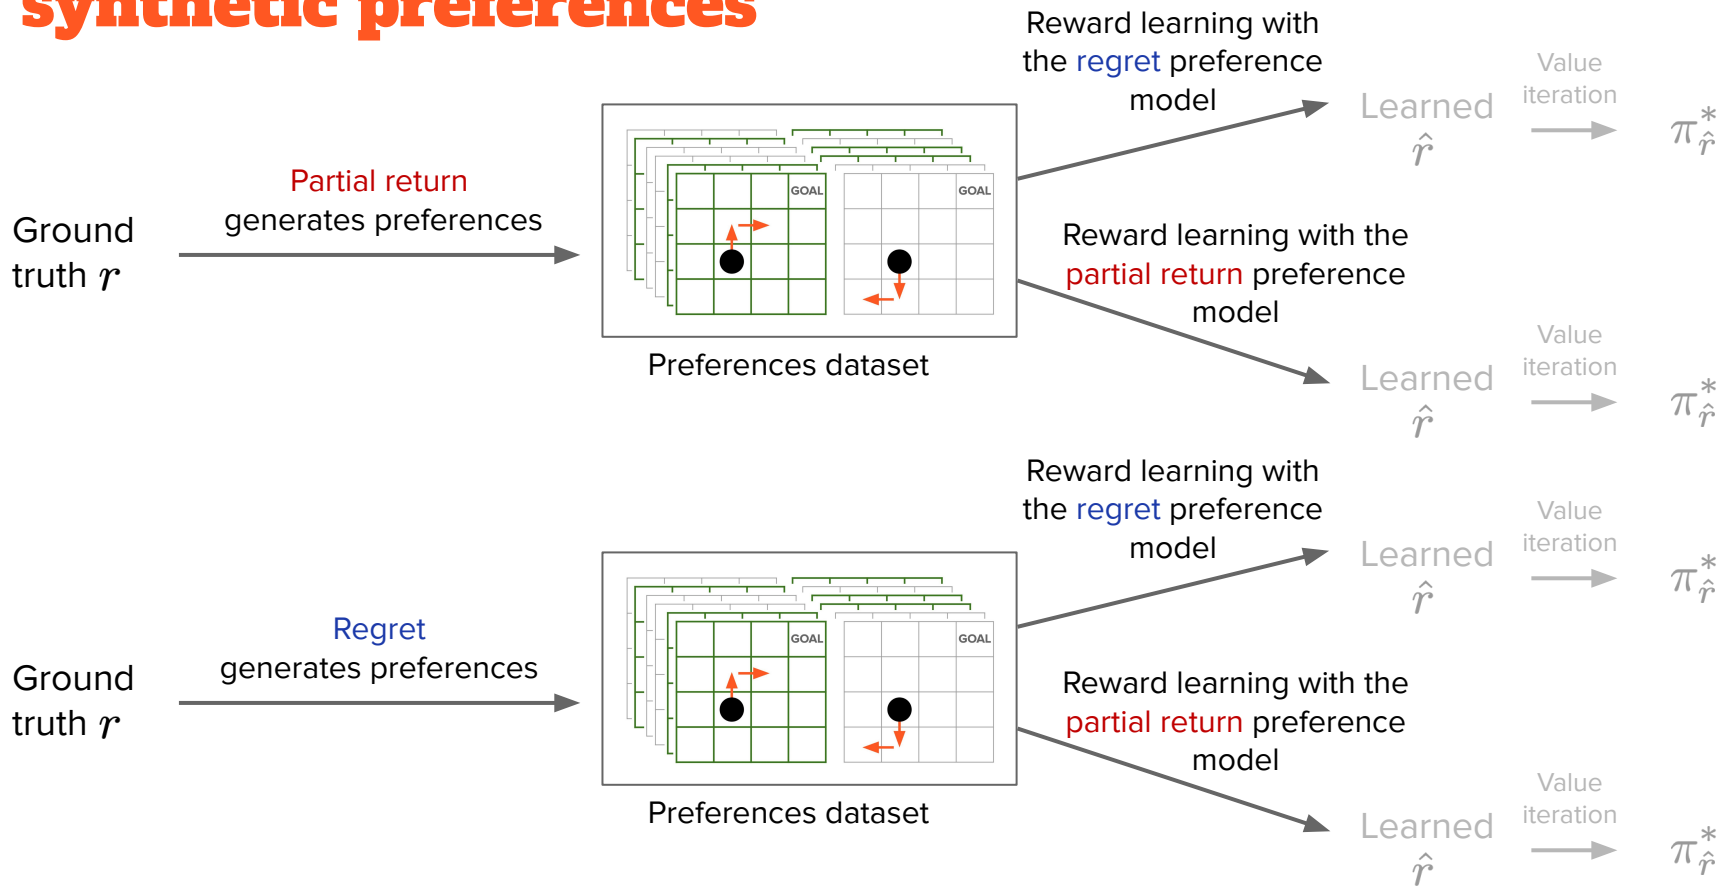 synthetic preferences
Ground
truth r
Partial return
generates preferences
GOAL
GOAL
Preferences dataset
Reward learning with
the regret preference
model
Learned
r̂
Value
iteration
π*r̂
Reward learning with the
partial return preference
model
Learned
r̂
Value
iteration
π*r̂
Ground
truth r
Regret
generates preferences
GOAL
GOAL
Preferences dataset
Reward learning with
the regret preference
model
Learned
r̂
Value
iteration
π*r̂
Reward learning with the
partial return preference
model
Learned
r̂
Value
iteration
π*r̂